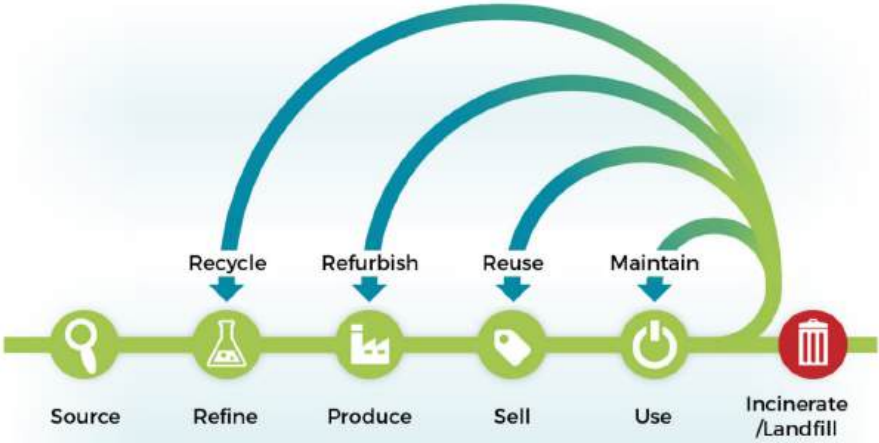 Recycle Refurbish Reuse Maintain
Source Refine Produce Sell Use Incinerate
/Landfill